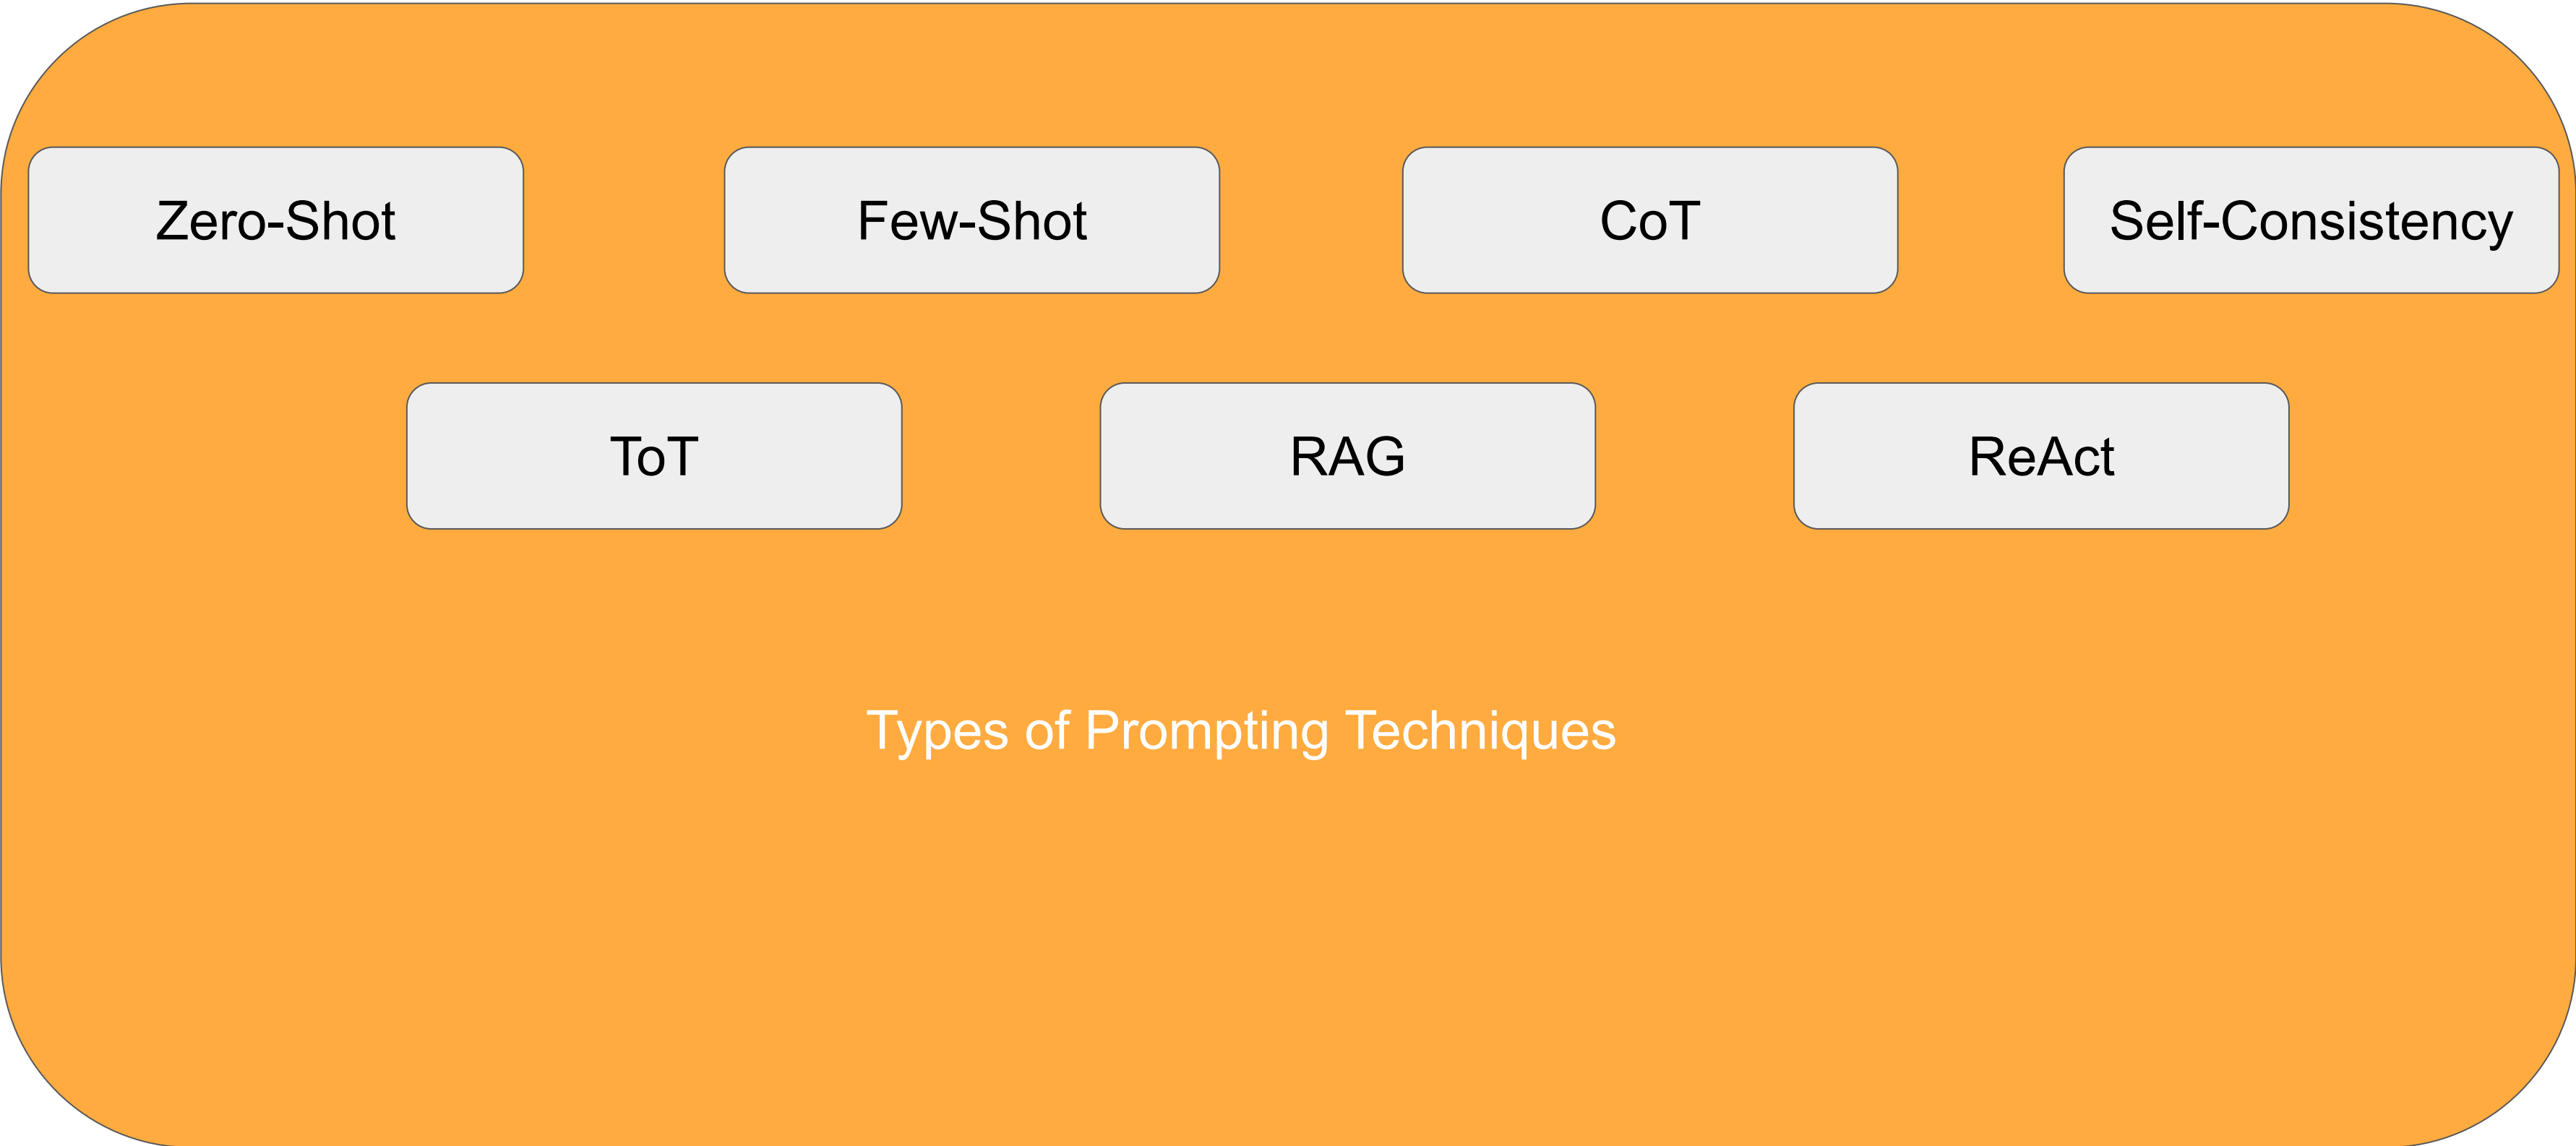 Zero-Shot
Few-Shot
CoT
Self-Consistency
ToT
RAG
ReAct
Types of Prompting Techniques